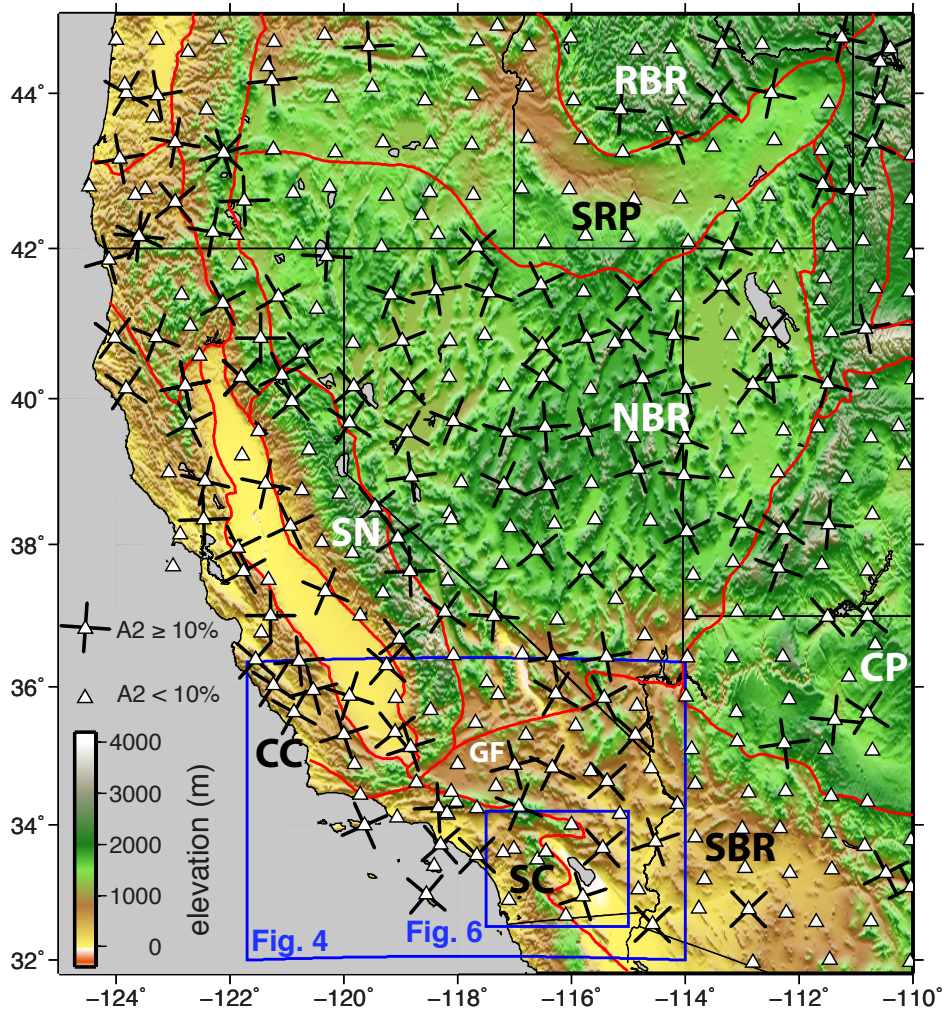 44°
42°
40°
38°
36°
34°
32°
RBR
SRP
NBR
SN
CP
CC
GF
SC
SBR
A2 ≥ 10%
A2 < 10%
4000
3000
2000
1000
0
elevation (m)
Fig. 4
Fig. 6
−124°
−122°
−120°
−118°
−116°
−114°
−112°
−110°